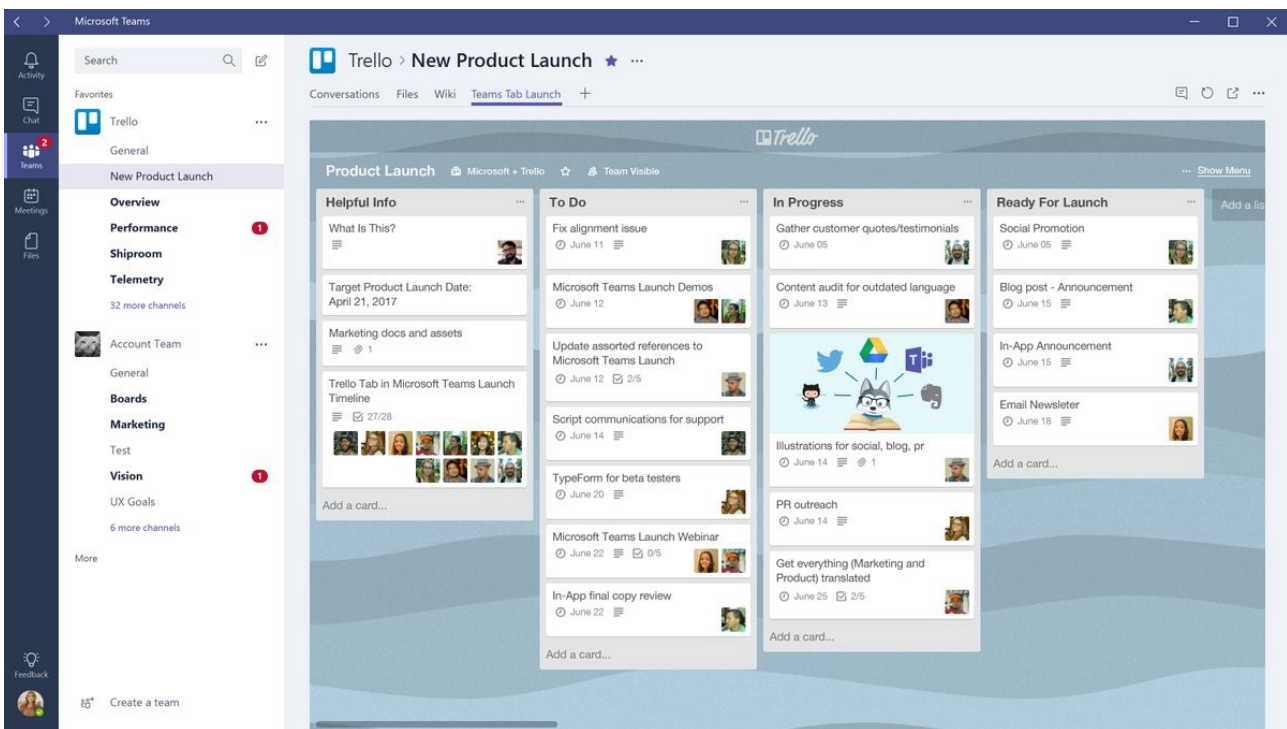 Microsoft Teams
Activity
Chat
2
Teams
Meetings
Files
Feedback
Search
Favorites
Trello
General
New Product Launch
Overview
Performance 1
Shiproom
Telemetry
32 more channels
Account Team
General
Boards
Marketing
Test
Vision 1
UX Goals
6 more channels
More
Create a team
Trello > New Product Launch
Conversations Files Wiki Teams Tab Launch
Trello
Product Launch Microsoft + Trello Team Visible Show Menu
Helpful Info
What Is This?
Target Product Launch Date:
April 21, 2017
Marketing docs and assets
1
Trello Tab in Microsoft Teams Launch
Timeline
27/28
Add a card...
To Do
Fix alignment issue
June 11
Microsoft Teams Launch Demos
June 12
Update assorted references to
Microsoft Teams Launch
June 12 2/5
Script communications for support
June 14
TypeForm for beta testers
June 20
Microsoft Teams Launch Webinar
June 22 0/5
In-App final copy review
June 22
Add a card...
In Progress
Gather customer quotes/testimonials
June 05
Content audit for outdated language
June 13
Illustrations for social, blog, pr
June 14 1
PR outreach
June 14
Get everything (Marketing and
Product) translated
June 25 2/5
Add a card...
Ready For Launch
Social Promotion
June 05
Blog post - Announcement
June 15
In-App Announcement
June 15
Email Newsleter
June 18
Add a card...
Add a lis